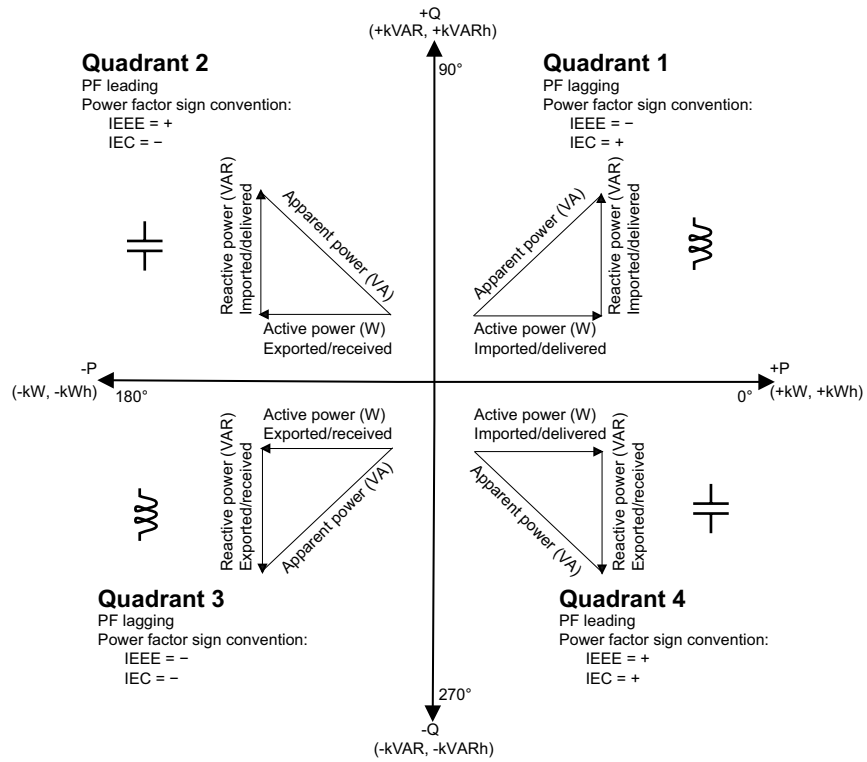 +Q
(+kVAR, +kVARh)
90°
Quadrant 2
PF leading
Power factor sign convention:
IEEE = +
IEC = −
Reactive power (VAR)
Imported/delivered
Apparent power (VA)
Active power (W)
Exported/received
Quadrant 1
PF lagging
Power factor sign convention:
IEEE = −
IEC = +
Apparent power (VA)
Reactive power (VAR)
Imported/delivered
Active power (W)
Imported/delivered
-P
(-kW, -kWh)
180°
0°
+P
(+kW, +kWh)
Active power (W)
Exported/received
Reactive power (VAR)
Exported/received
Apparent power (VA)
Quadrant 3
PF lagging
Power factor sign convention:
IEEE = −
IEC = −
Active power (W)
Imported/delivered
Apparent power (VA)
Reactive power (VAR)
Exported/received
Quadrant 4
PF leading
Power factor sign convention:
IEEE = +
IEC = +
270°
-Q
(-kVAR, -kVARh)